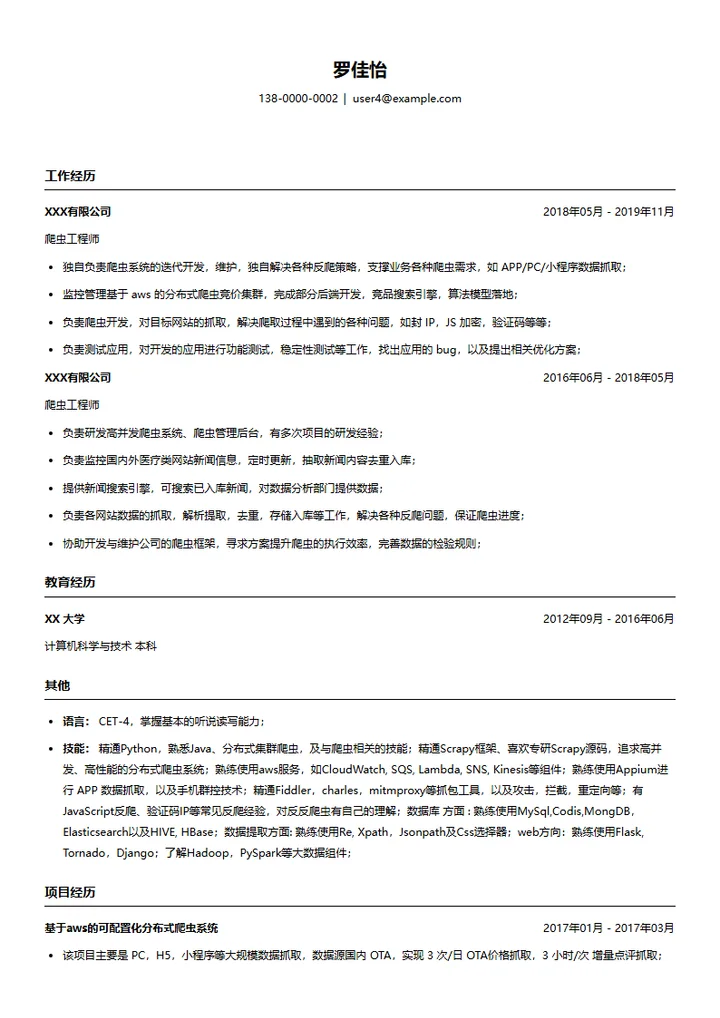 罗佳怡
138-0000-0002 | user4@example.com
工作经历
XXX有限公司 2018年05月 - 2019年11月
爬虫工程师
• 独自负责爬虫系统的迭代开发，维护，独自解决各种反爬策略，支撑业务各种爬虫需求，如 APP/PC/小程序数据抓取；
• 监控管理基于 aws 的分布式爬虫竞价集群，完成部分后端开发，竞品搜索引擎，算法模型落地；
• 负责爬虫开发，对目标网站的抓取，解决爬取过程中遇到的各种问题，如封 IP，JS 加密，验证码等等；
• 负责测试应用，对开发的应用进行功能测试，稳定性测试等工作，找出应用的 bug，以及提出相关优化方案；
XXX有限公司 2016年06月 - 2018年05月
爬虫工程师
• 负责研发高并发爬虫系统、爬虫管理后台，有多次项目的研发经验；
• 负责监控国内外医疗类网站新闻信息，定时更新，抽取新闻内容去重入库；
• 提供新闻搜索引擎，可搜索已入库新闻，对数据分析部门提供数据；
• 负责各网站数据的抓取，解析提取，去重，存储入库等工作，解决各种反爬问题，保证爬虫进度；
• 协助开发与维护公司的爬虫框架，寻求方案提升爬虫的执行效率，完善数据的检验规则；
教育经历
XX 大学 2012年09月 - 2016年06月
计算机科学与技术 本科
其他
• 语言： CET-4，掌握基本的听说读写能力；
• 技能： 精通Python，熟悉Java、分布式集群爬虫，及与爬虫相关的技能；精通Scrapy框架、喜欢专研Scrapy源码，追求高并
发、高性能的分布式爬虫系统；熟练使用aws服务，如CloudWatch, SQS, Lambda, SNS, Kinesis等组件；熟练使用Appium进
行 APP 数据抓取，以及手机群控技术；精通Fiddler，charles，mitmproxy等抓包工具，以及攻击，拦截，重定向等；有
JavaScript反爬、验证码IP等常见反爬经验，对反反爬虫有自己的理解；数据库 方面 : 熟练使用MySql,Codis,MongDB，
Elasticsearch以及HIVE, HBase；数据提取方面: 熟练使用Re, Xpath，Jsonpath及Css选择器；web方向：熟练使用Flask,
Tornado，Django；了解Hadoop，PySpark等大数据组件；
项目经历
基于aws的可配置化分布式爬虫系统 2017年01月 - 2017年03月
• 该项目主要是 PC，H5，小程序等大规模数据抓取，数据源国内 OTA，实现 3 次/日 OTA价格抓取，3 小时/次 增量点评抓取；